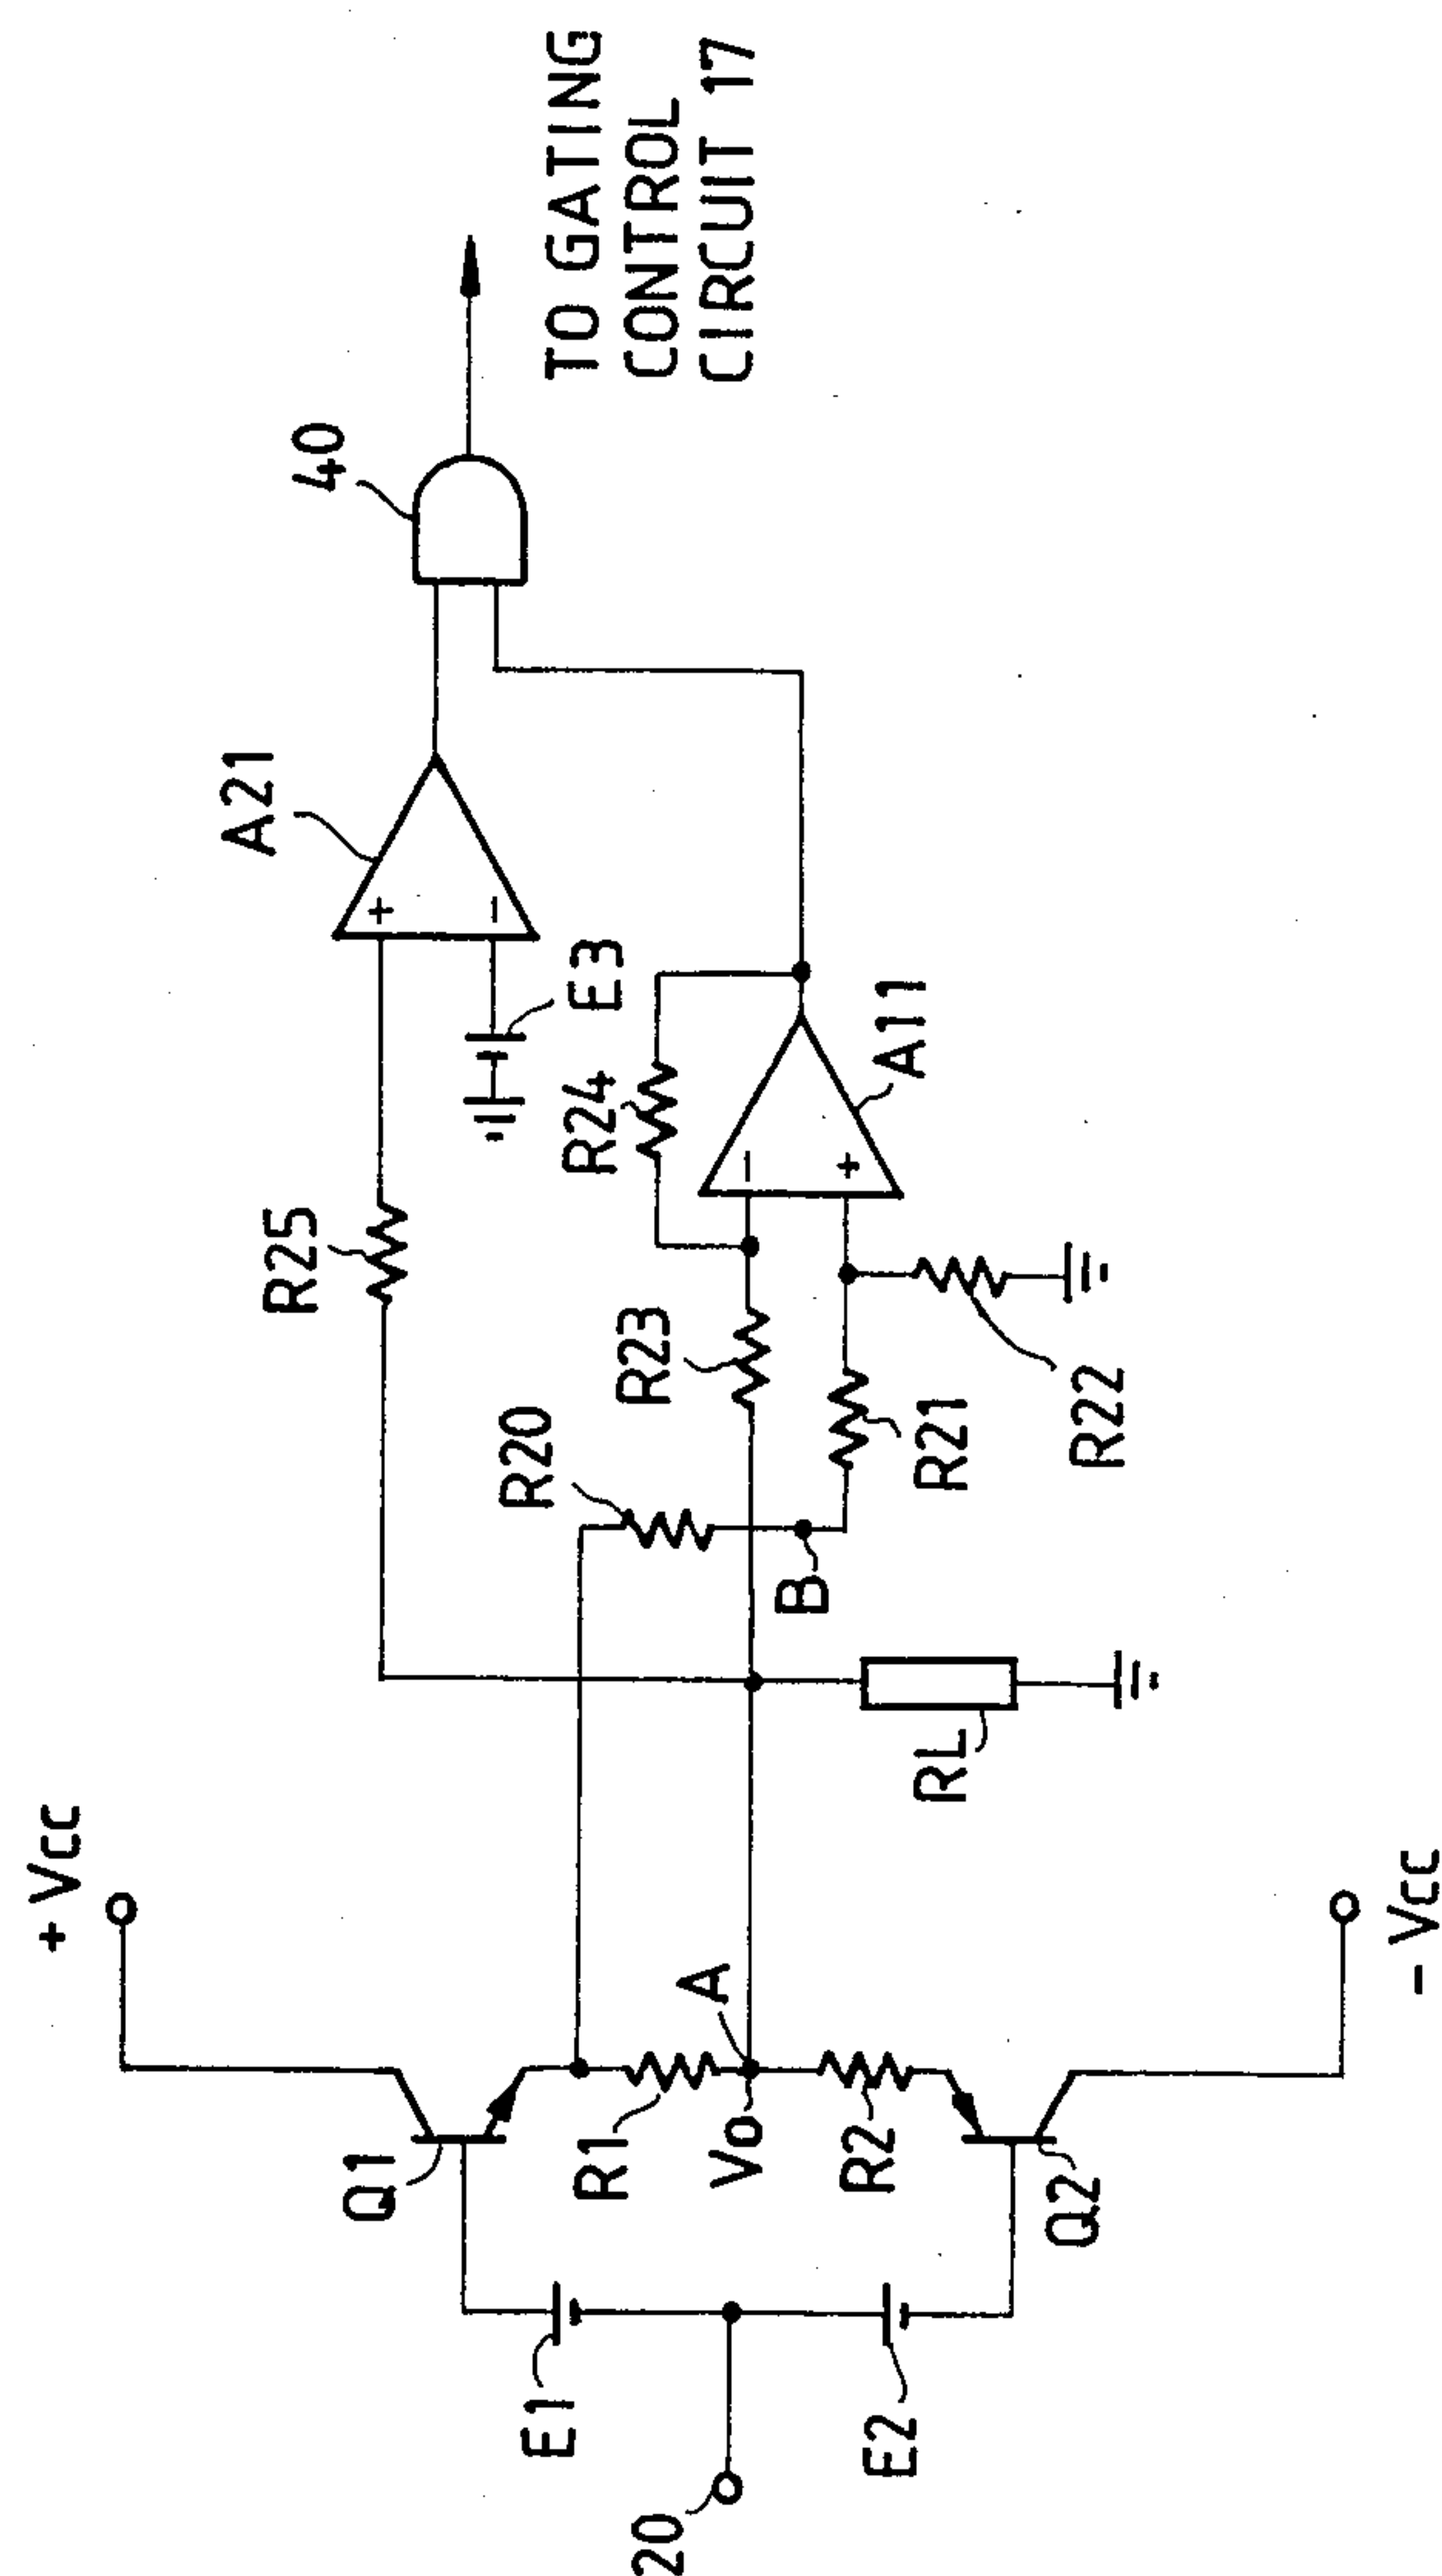 + Vcc
Q1
E1
R1
20
Vo
A
E2
R2
Q2
- Vcc
RL
R20
B
R25
R23
R21
R22
R24
+
-
A21
E3
-
+
A11
40
TO GATING
CONTROL
CIRCUIT 17